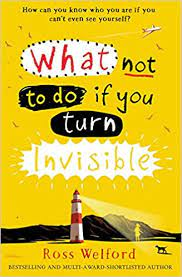 How can you know who you are if you
can't even see yourself?
What not
to do if you
turn
Invisible
Ross Welford
BESTSELLING AND MULTI-AWARD-SHORTLISTED AUTHOR